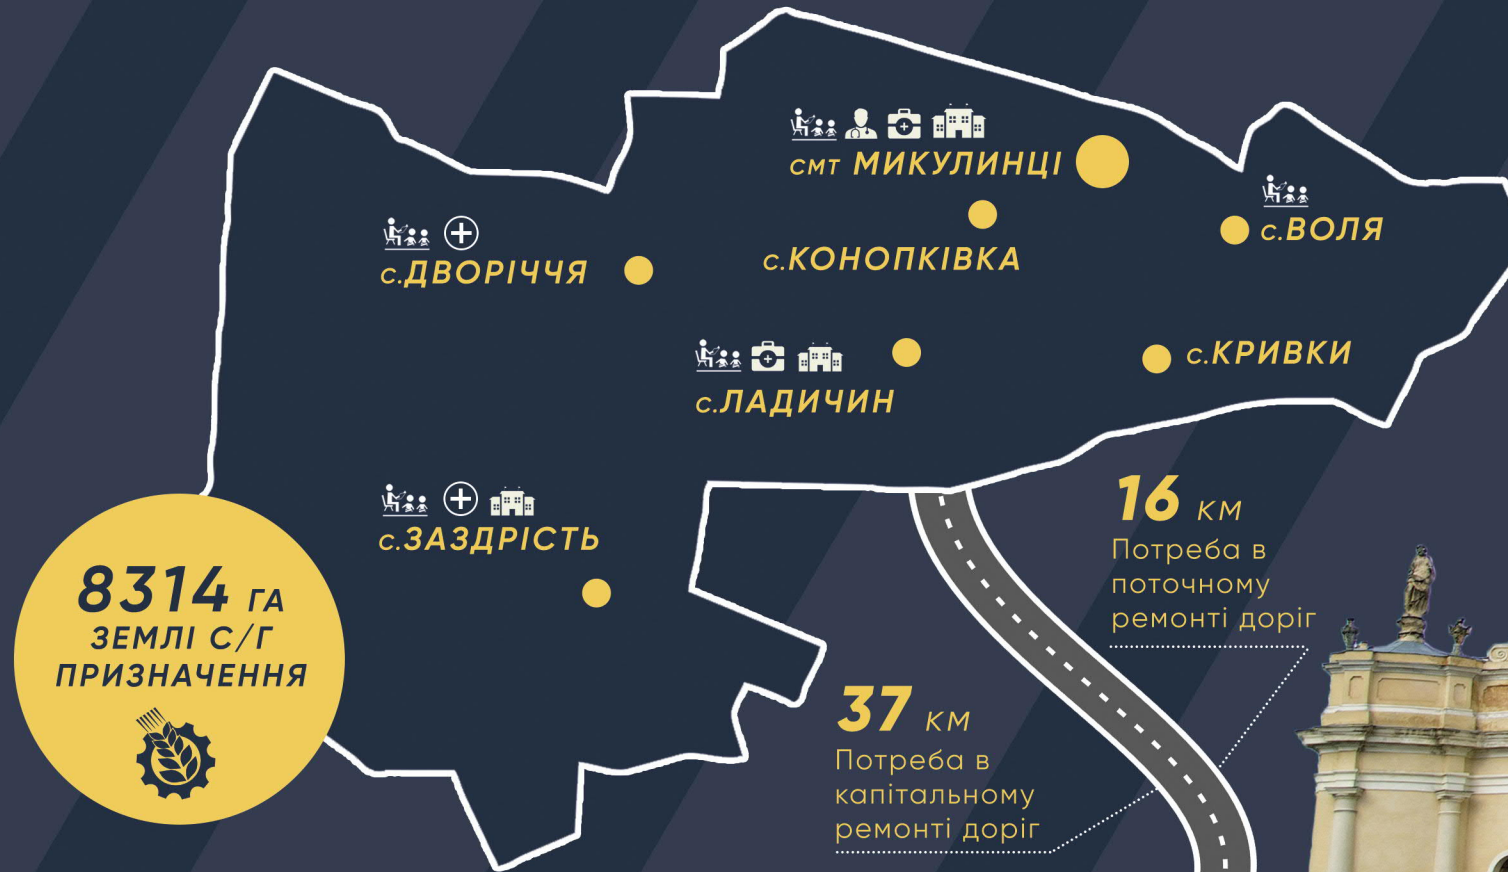 смт МИКУЛИНЦІ
с.ВОЛЯ
с.КОНОПКІВКА
с.ДВОРІЧЧЯ
с.КРИВКИ
с.ЛАДИЧИН
с.ЗАЗДРІСТЬ
8314 ГА
ЗЕМЛІ С/Г
ПРИЗНАЧЕННЯ
16 КМ
Потреба в
поточному
ремонті доріг
37 КМ
Потреба в
капітальному
ремонті доріг